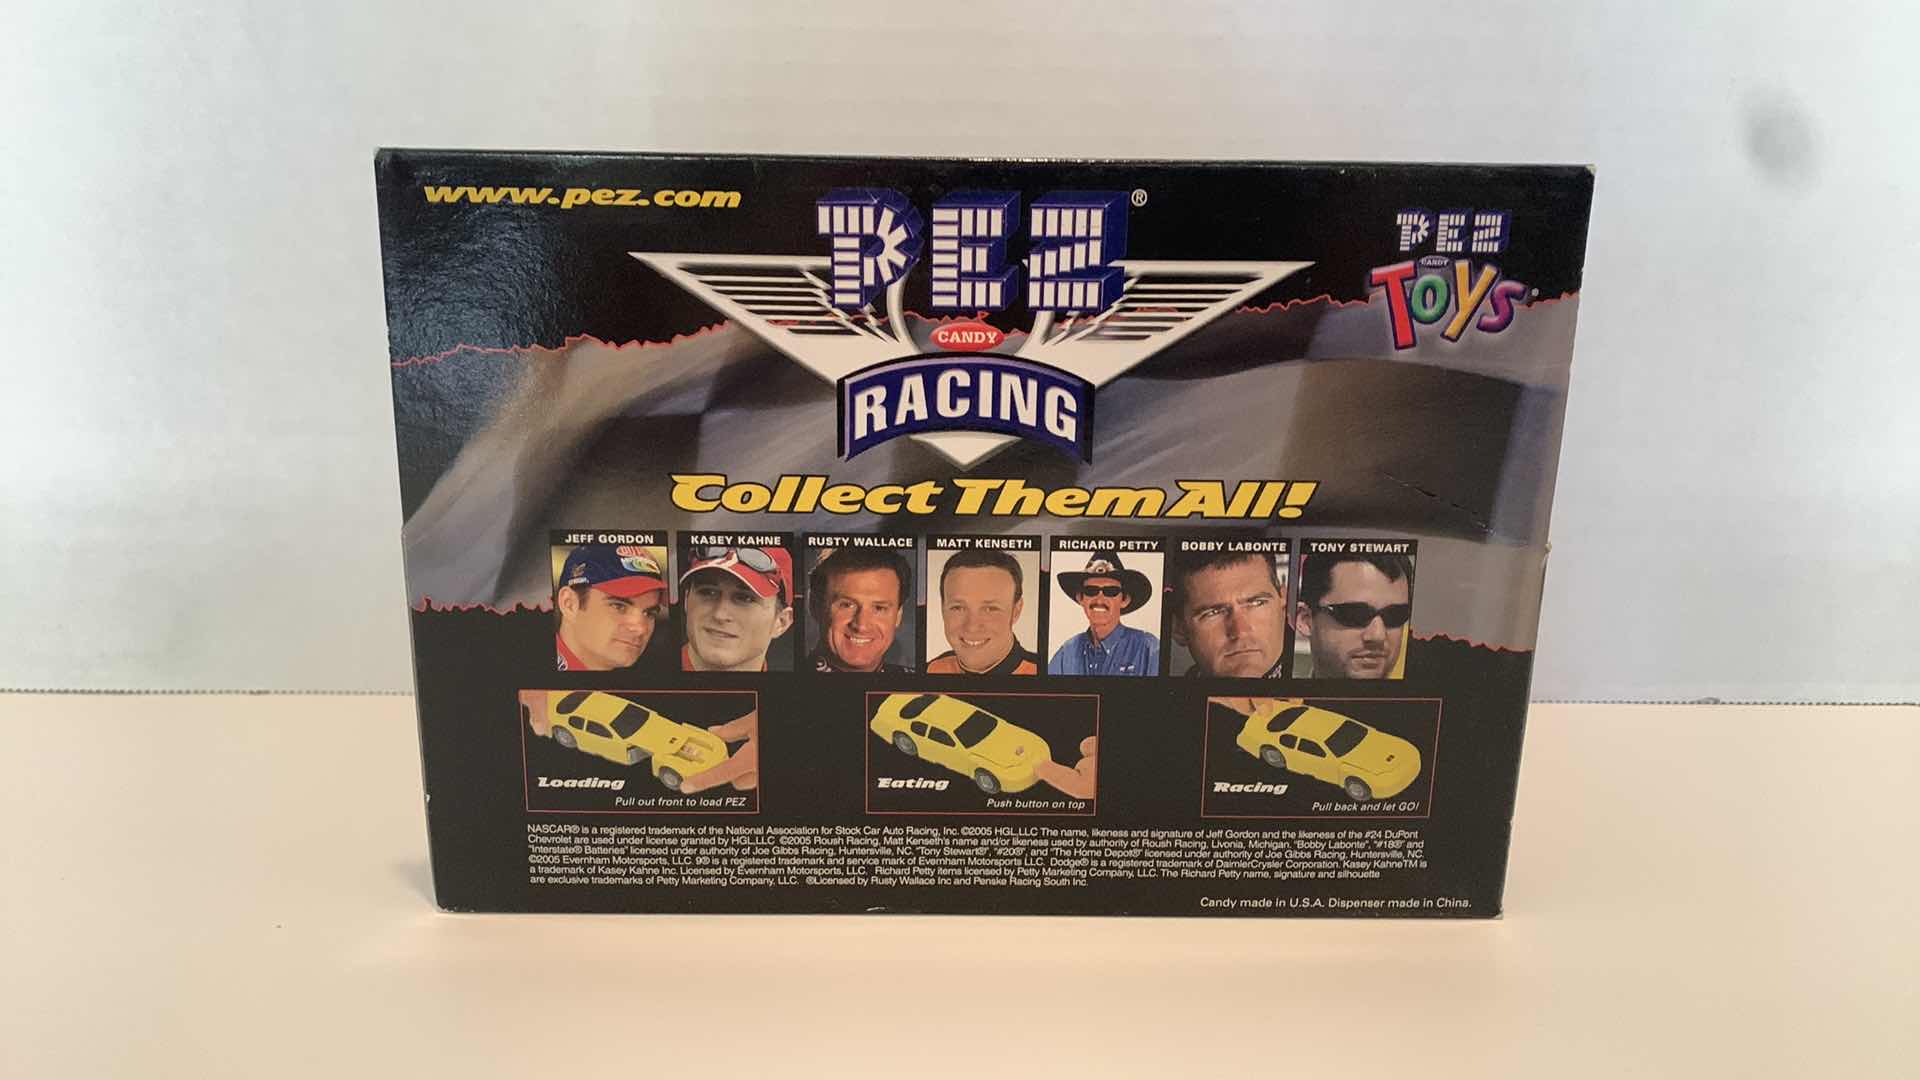 www.pez.com
PEZ®
CANDY
RACING
PEZ
CANDY
Toys
Collect Them All!
JEFF GORDON
KASEY KAHNE
RUSTY WALLACE
MATT KENSETH
RICHARD PETTY
BOBBY LABONTE
TONY STEWART
Loading
Pull out front to load PEZ
Eating
Push button on top
Racing
Pull back and let GO!
NASCAR® is a registered trademark of the National Association for Stock Car Auto Racing, Inc. ©2005 HGL,LLC The name, likeness and signature of Jeff Gordon and the likeness of the #24 DuPont
Chevrolet are used under license granted by HGL,LLC ©2005 Roush Racing, Matt Kenseth's name and/or likeness used by authority of Roush Racing, Livonia, Michigan. "Bobby Labonte", "#18®" and
"Interstate® Batteries" licensed under authority of Joe Gibbs Racing, Huntersville, NC. "Tony Stewart®", "#20®", and "The Home Depot®" licensed under authority of Joe Gibbs Racing, Huntersville, NC.
©2005 Evernham Motorsports, LLC. 9® is a registered trademark and service mark of Evernham Motorsports LLC. Dodge® is a registered trademark of DaimlerCrysler Corporation. Kasey Kahne™ is
a trademark of Kasey Kahne Inc. Licensed by Evernham Motorsports, LLC. Richard Petty items licensed by Petty Marketing Company, LLC. The Richard Petty name, signature and silhouette
are exclusive trademarks of Petty Marketing Company, LLC. ®Licensed by Rusty Wallace Inc and Penske Racing South Inc.
Candy made in U.S.A. Dispenser made in China.